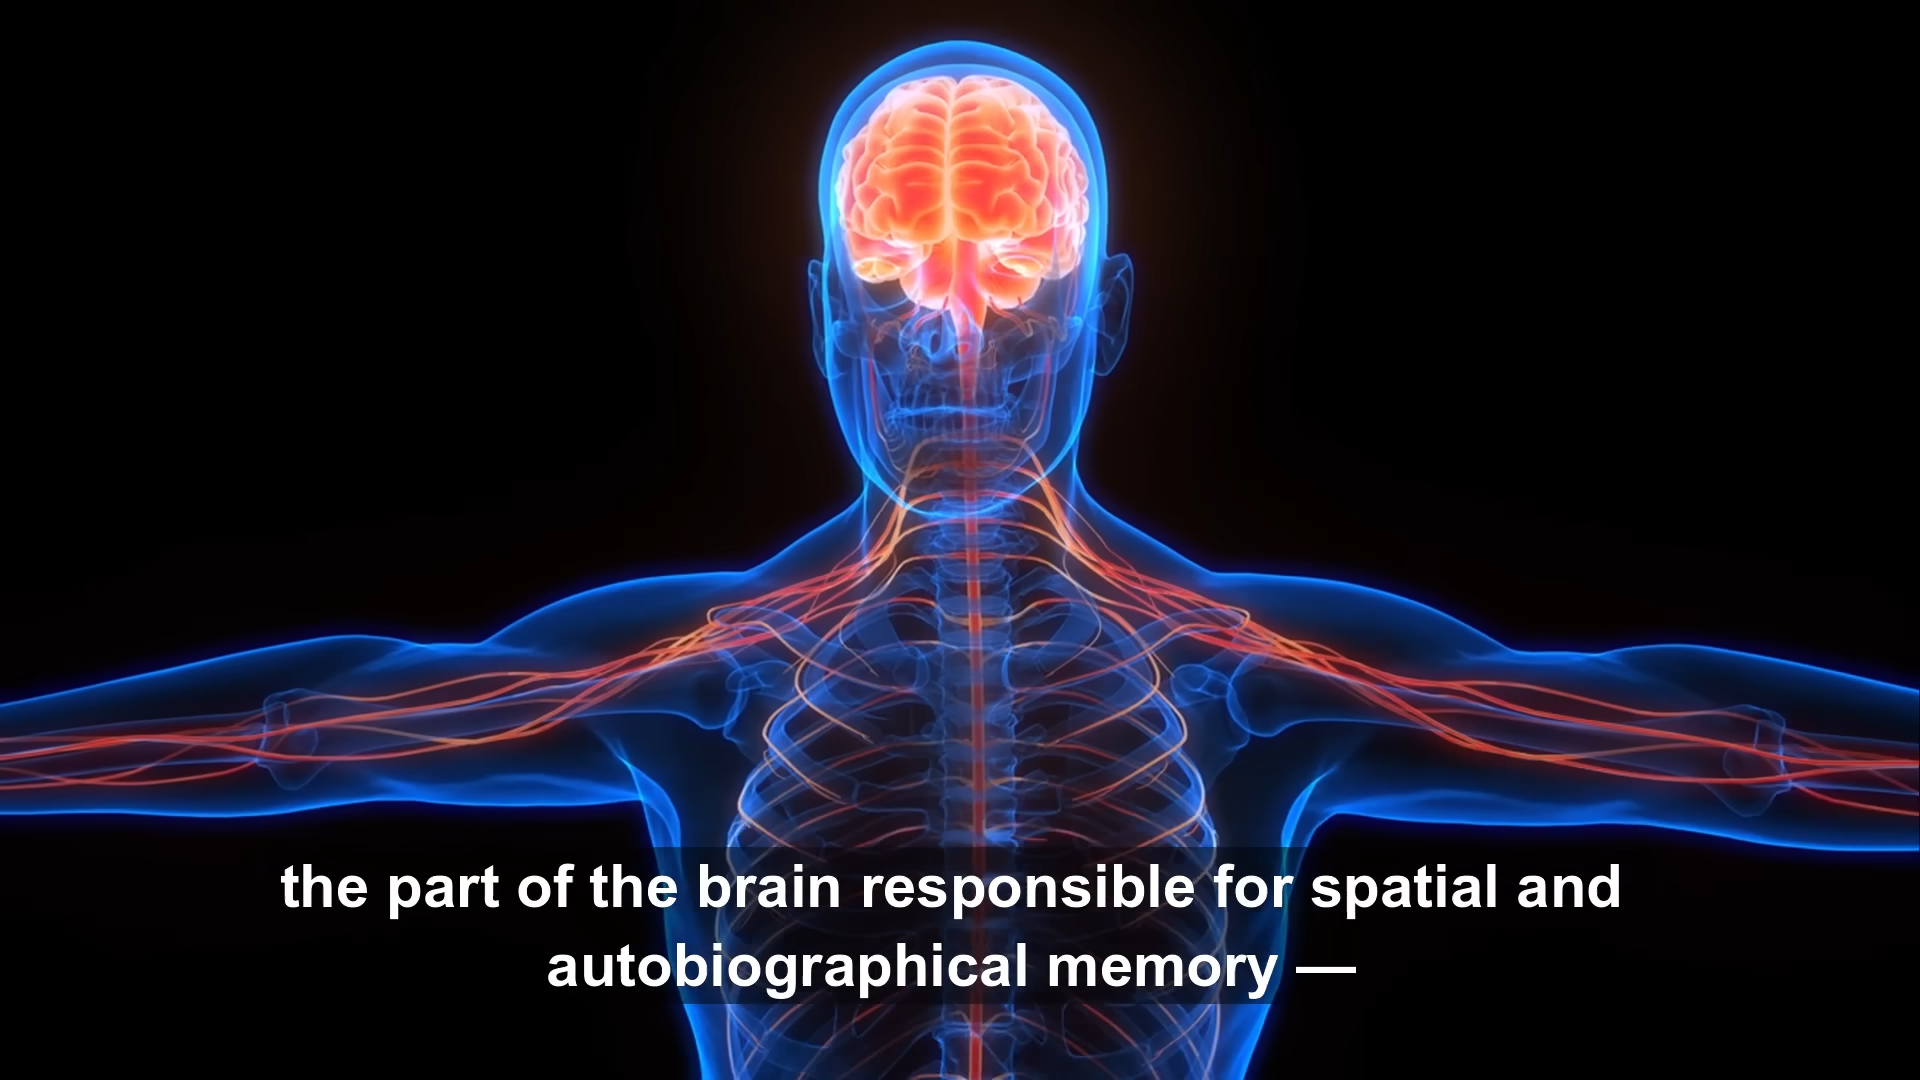 the part of the brain responsible for spatial and
autobiographical memory —